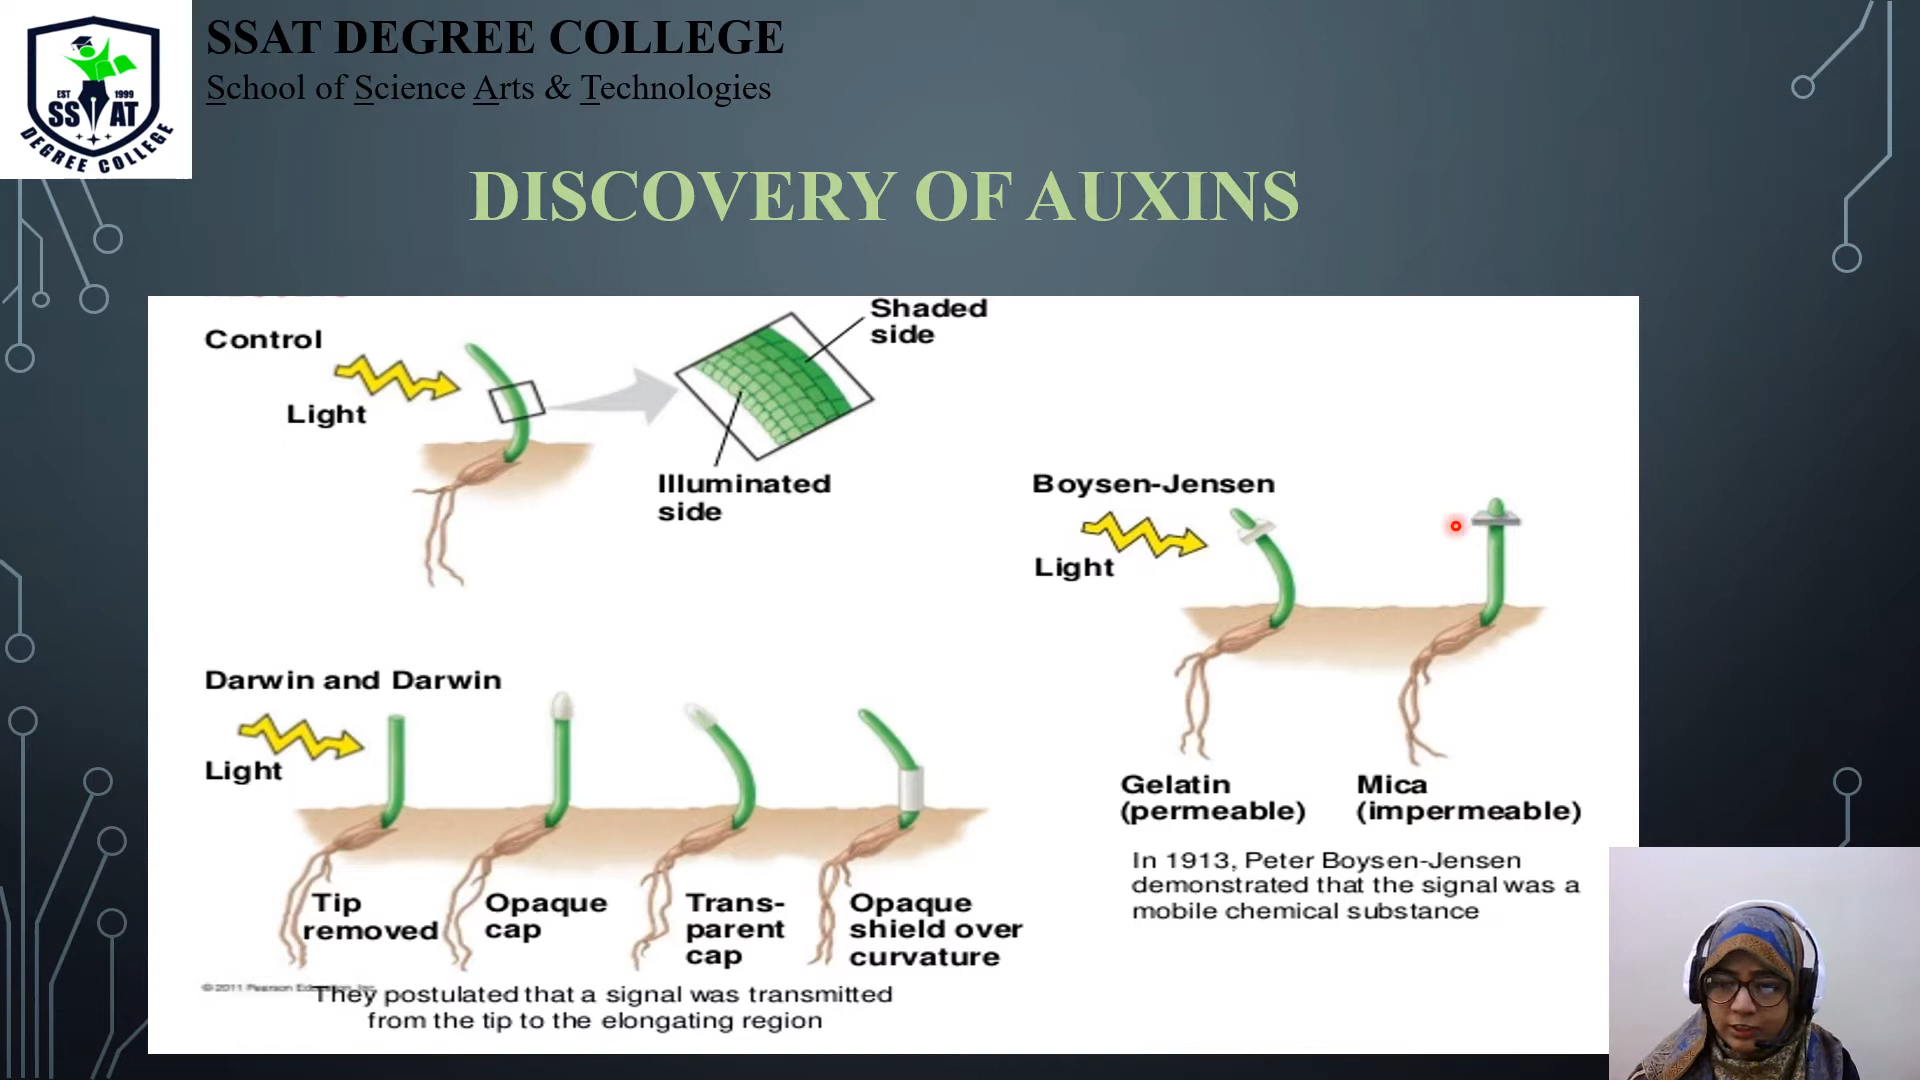 SSAT DEGREE COLLEGE
School of Science Arts & Technologies
EST 1999
SSAT
DEGREE COLLEGE
DISCOVERY OF AUXINS
Control
Light
Shaded
side
Illuminated
side
Boysen-Jensen
Light
Gelatin
(permeable)
Mica
(impermeable)
In 1913, Peter Boysen-Jensen
demonstrated that the signal was a
mobile chemical substance
Darwin and Darwin
Light
Tip
removed
Opaque
cap
Trans-
parent
cap
Opaque
shield over
curvature
© 2011 Pearson
They postulated that a signal was transmitted
from the tip to the elongating region